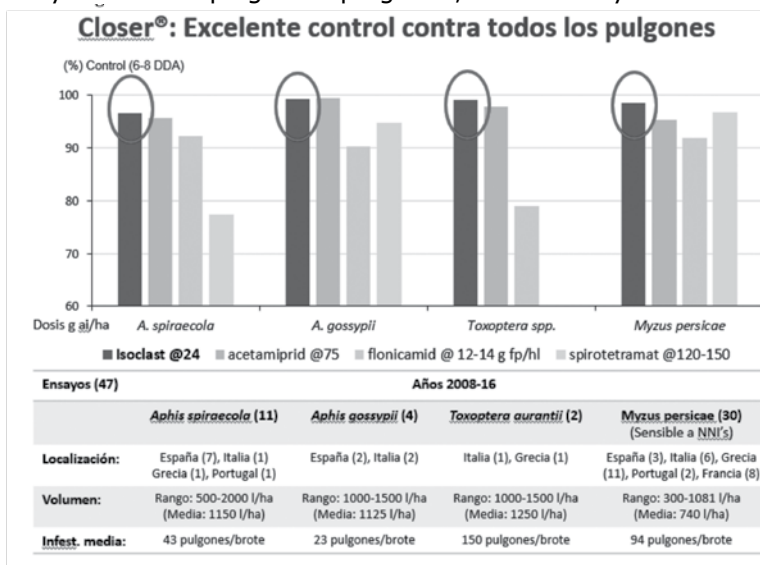 Closer®: Excelente control contra todos los pulgones
(%) Control (6-8 DDA)
100
90
80
70
60
Dosis g ai/ha A. spiraecola A. gossypii Toxoptera spp. Myzus persicae
Isoclast @24 acetamiprid @75 flonicamid @ 12-14 g fp/hl spirotetramat @120-150
Ensayos (47) Años 2008-16
Aphis spiraecola (11) Aphis gossypii (4) Toxoptera aurantii (2) Myzus persicae (30)
(Sensible a NNI's)
Localización: España (7), Italia (1) España (2), Italia (2) Italia (1), Grecia (1) España (3), Italia (6), Grecia
Grecia (1), Portugal (1) (11), Portugal (2), Francia (8)
Volumen: Rango: 500-2000 l/ha Rango: 1000-1500 l/ha Rango: 1000-1500 l/ha Rango: 300-1081 l/ha
(Media: 1150 l/ha) (Media: 1125 l/ha) (Media: 1250 l/ha) (Media: 740 l/ha)
Infest. media: 43 pulgones/brote 23 pulgones/brote 150 pulgones/brote 94 pulgones/brote